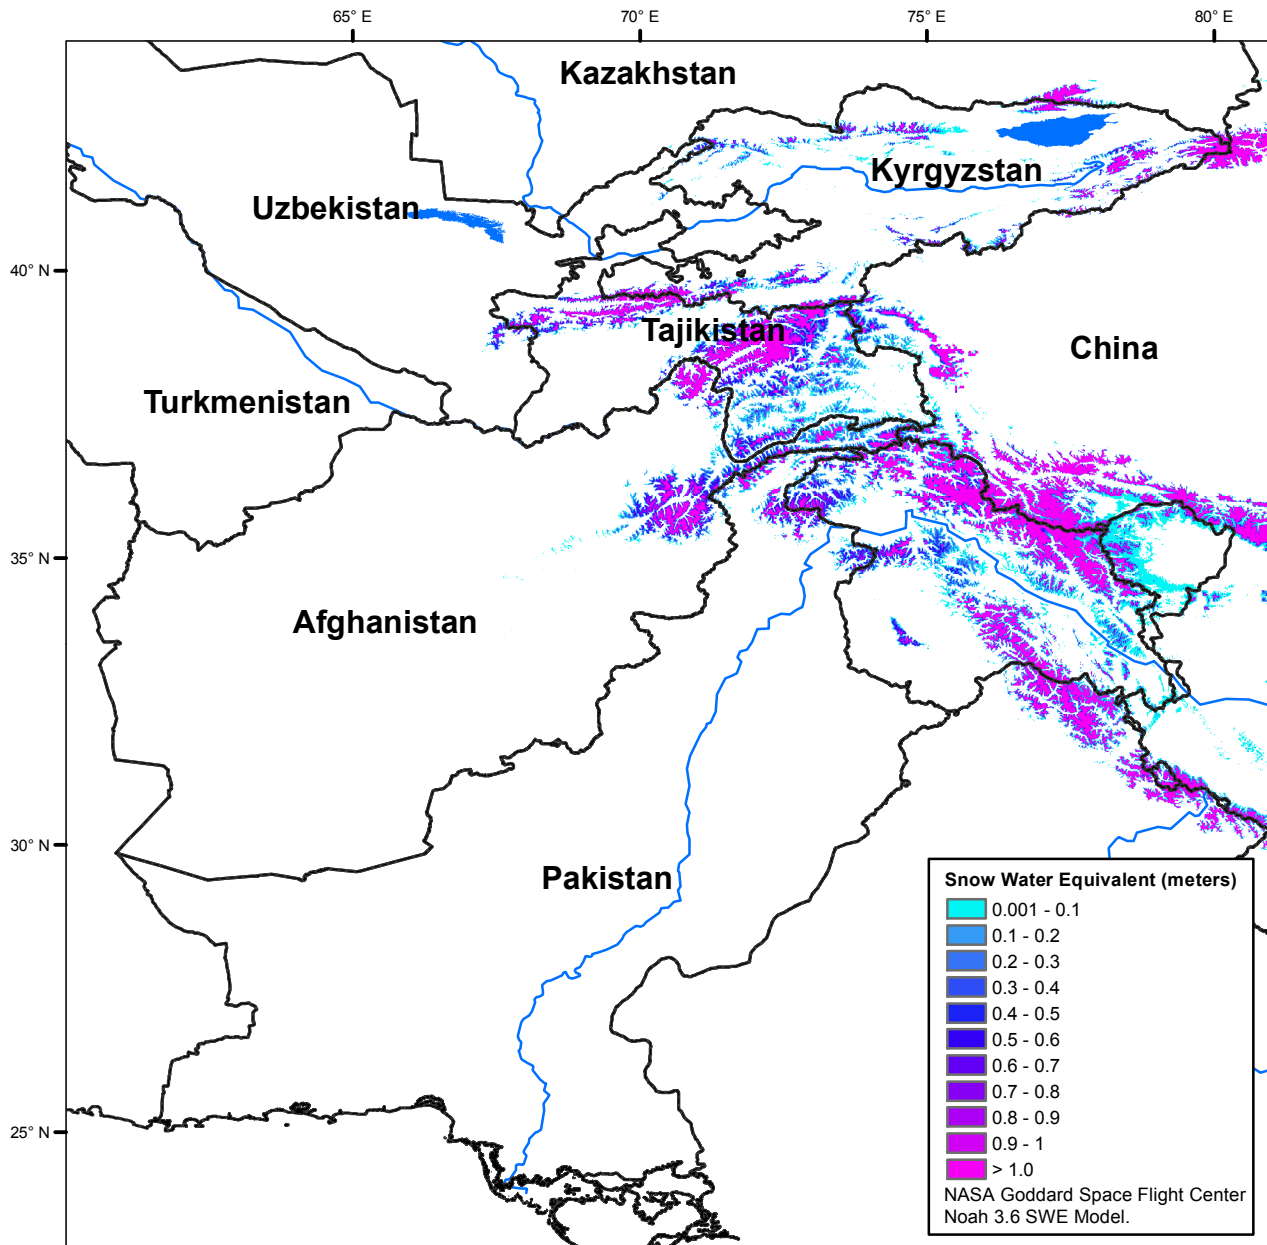 65° E
70° E
75° E
80° E
Kazakhstan
Kyrgyzstan
Uzbekistan
40° N
Tajikistan
China
Turkmenistan
35° N
Afghanistan
30° N
Pakistan
25° N
Snow Water Equivalent (meters)
0.001 - 0.1
0.1 - 0.2
0.2 - 0.3
0.3 - 0.4
0.4 - 0.5
0.5 - 0.6
0.6 - 0.7
0.7 - 0.8
0.8 - 0.9
0.9 - 1
> 1.0
NASA Goddard Space Flight Center
Noah 3.6 SWE Model.